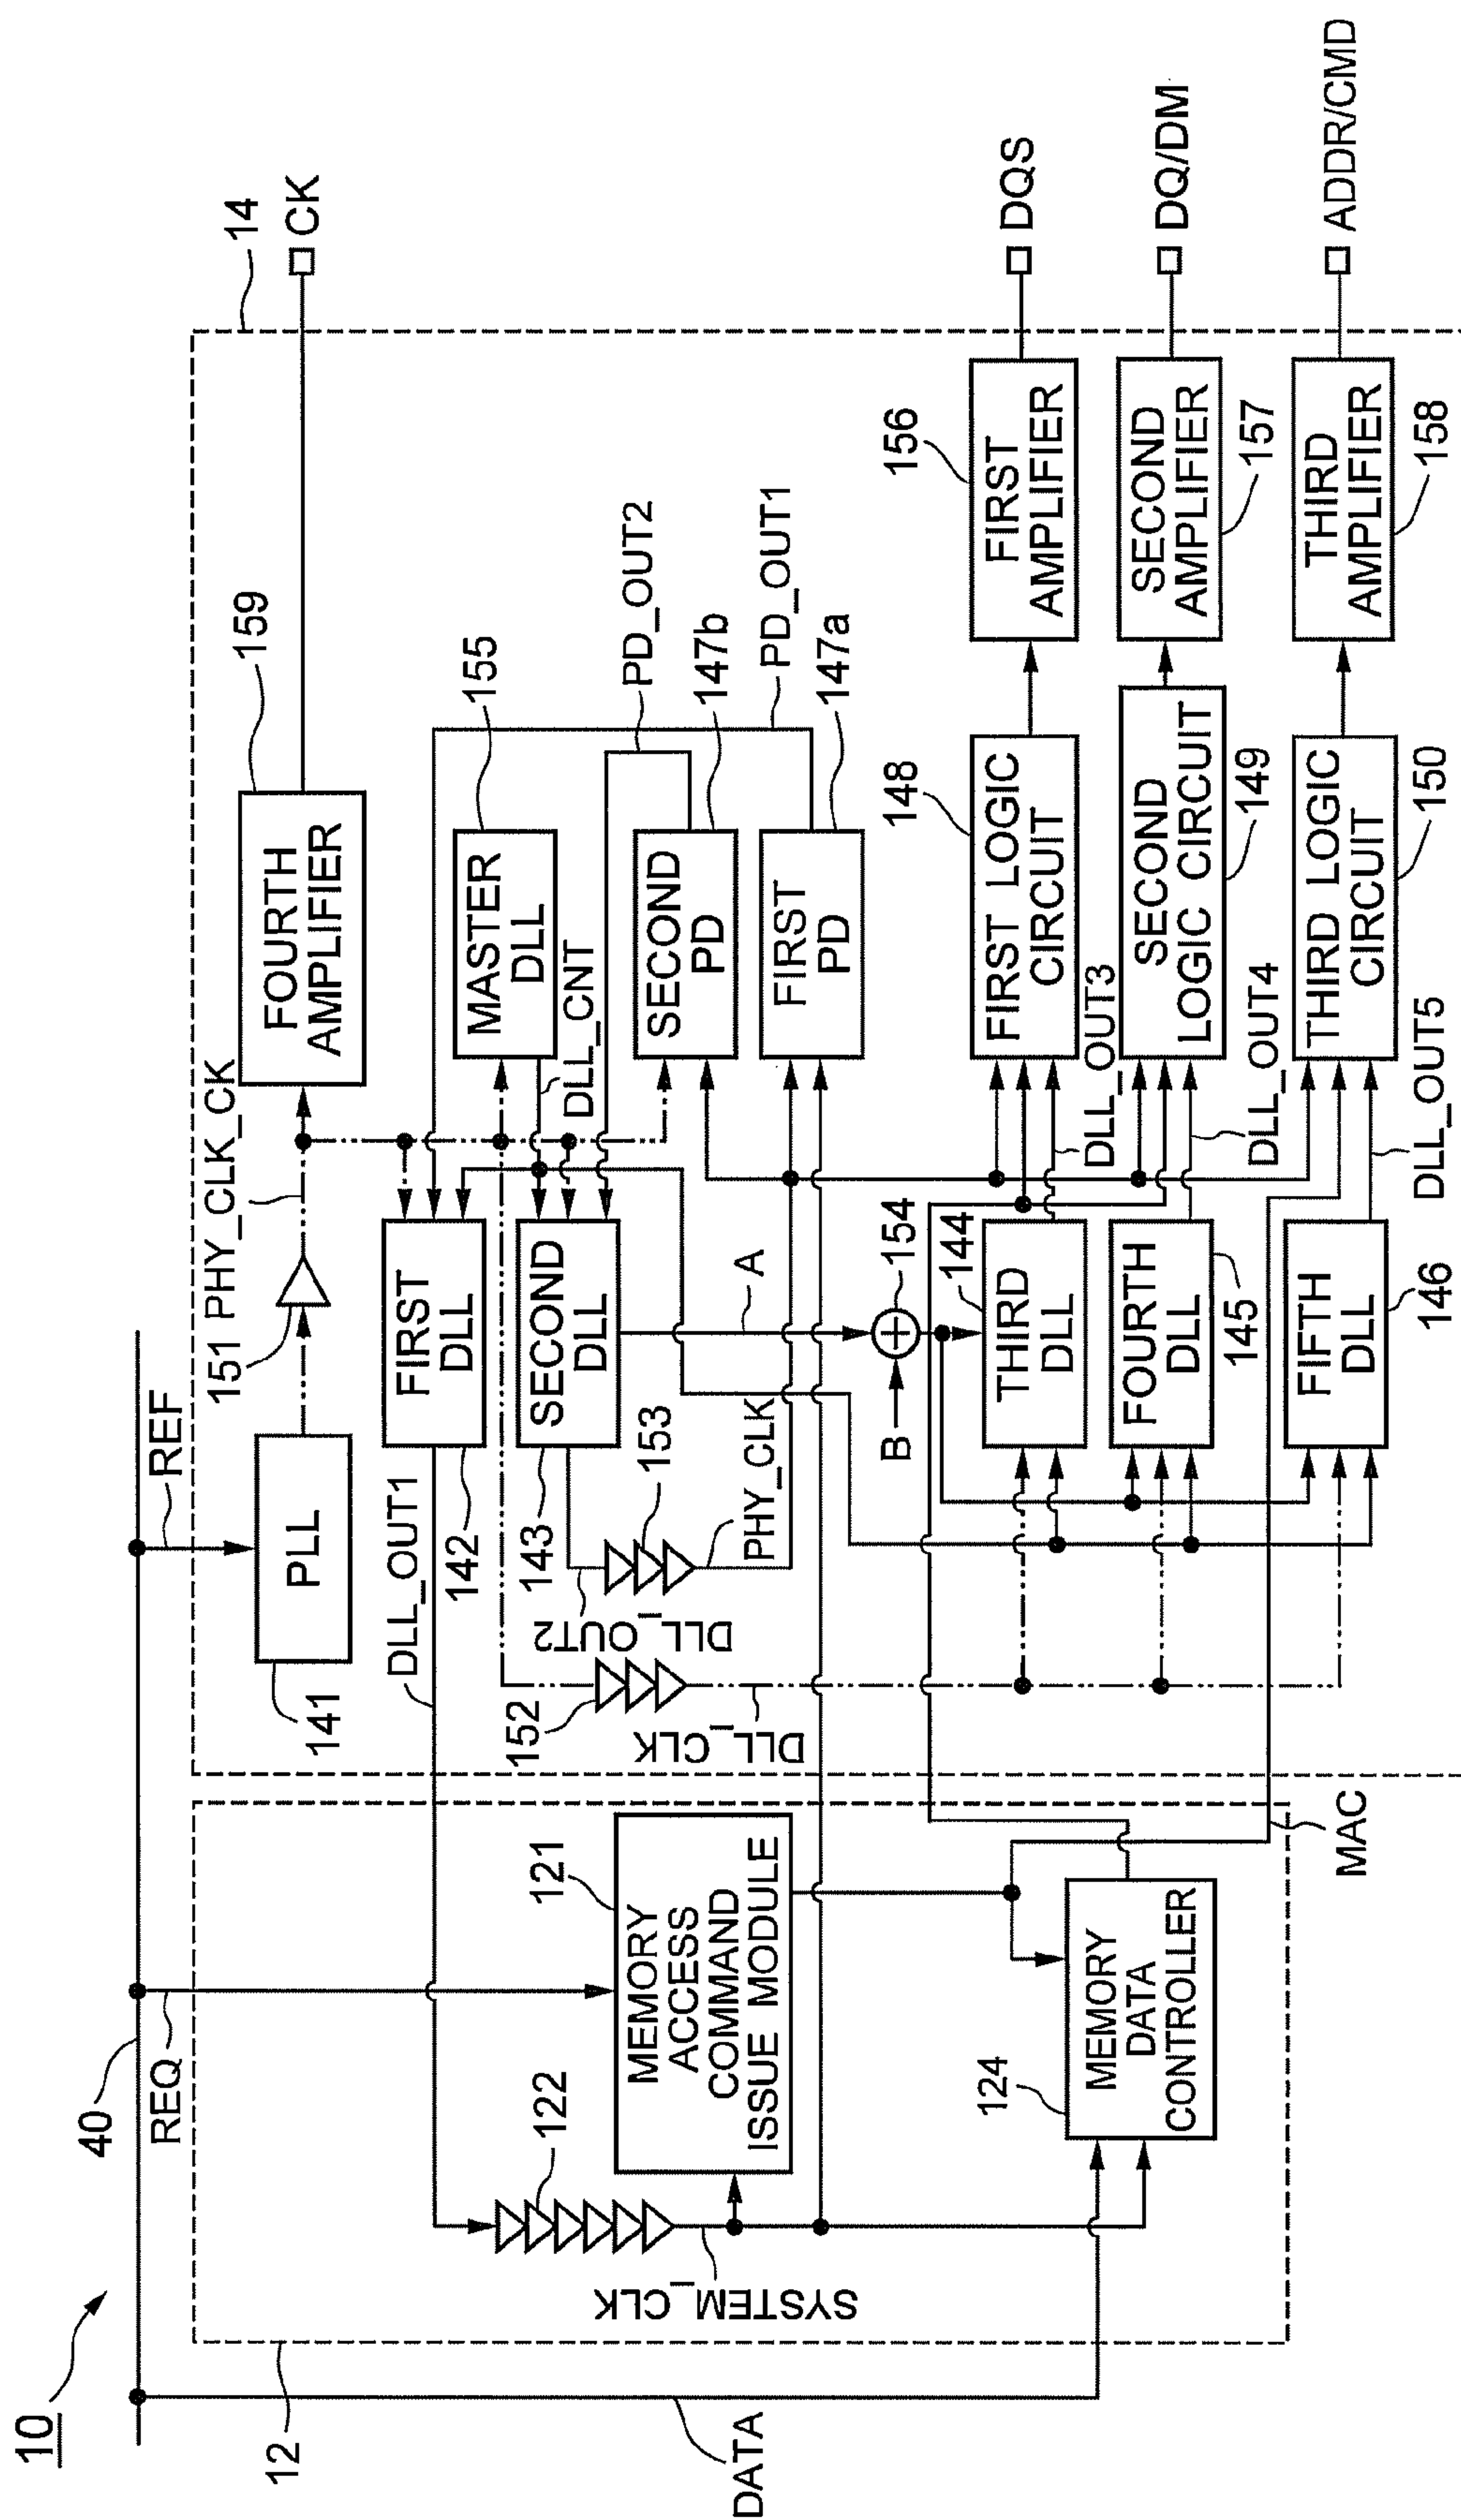 10
40
REF
REQ
DATA
12
14
PLL
141
151
PHY_CLK_CK
FOURTH
AMPLIFIER
159
CK
DLL_OUT1
FIRST
DLL
142
MASTER
DLL
155
DLL_CNT
SECOND
DLL
143
DLL_OUT2
153
PHY_CLK
152
DLL_CLK
SECOND
PD
147b
PD_OUT2
FIRST
PD
147a
PD_OUT1
122
SYSTEM_CLK
MEMORY
ACCESS
COMMAND
ISSUE MODULE
121
MEMORY
DATA
CONTROLLER
124
MAC
A
B
154
THIRD
DLL
144
DLL_OUT3
FOURTH
DLL
145
DLL_OUT4
FIFTH
DLL
146
DLL_OUT5
FIRST LOGIC
CIRCUIT
148
SECOND
LOGIC CIRCUIT
149
THIRD LOGIC
CIRCUIT
150
FIRST
AMPLIFIER
156
DQS
SECOND
AMPLIFIER
157
DQ/DM
THIRD
AMPLIFIER
158
ADDR/CMD